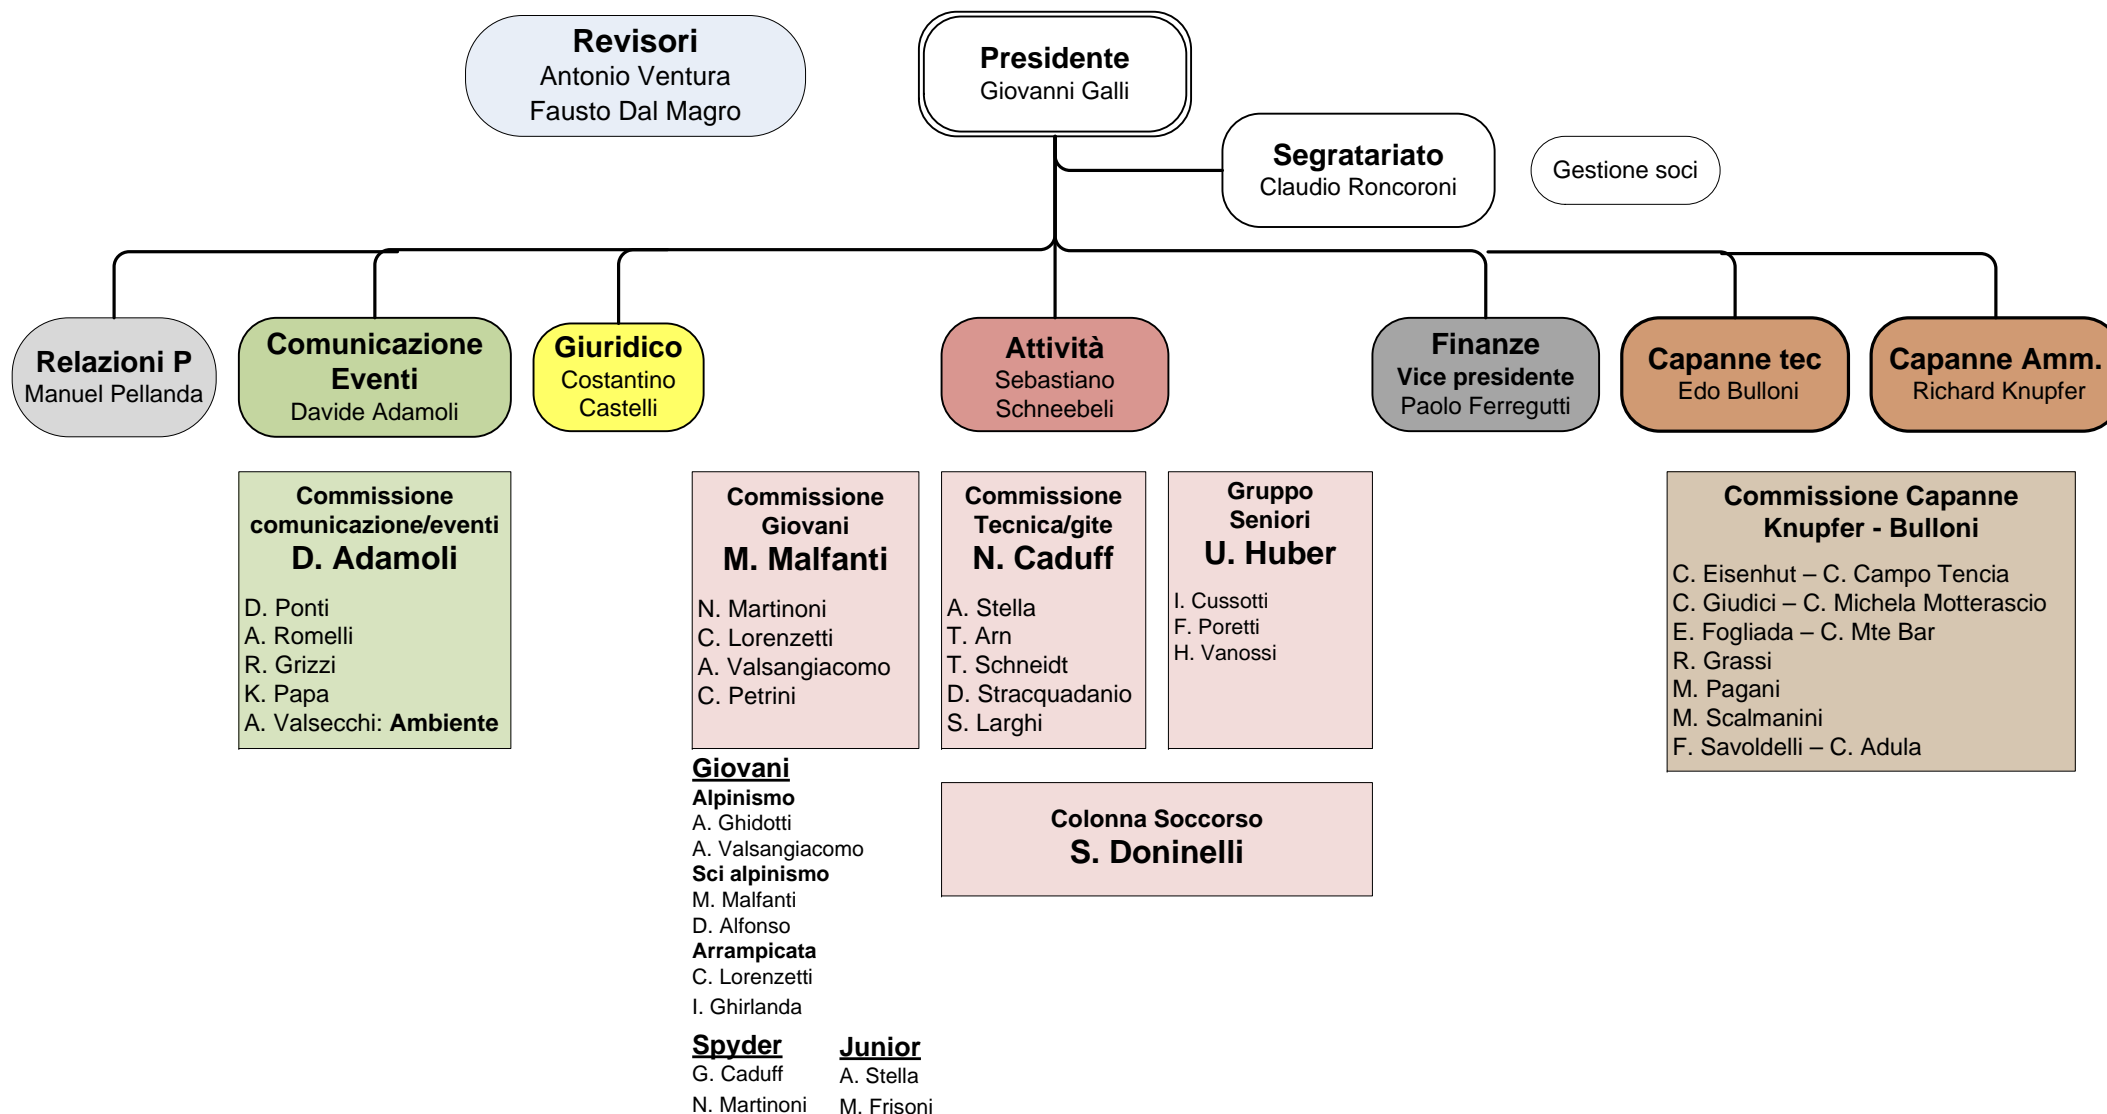 Revisori
Antonio Ventura
Fausto Dal Magro
Presidente
Giovanni Galli
Segratariato
Claudio Roncoroni
Gestione soci
Relazioni P
Manuel Pellanda
Comunicazione
Eventi
Davide Adamoli
Giuridico
Costantino
Castelli
Attività
Sebastiano
Schneebeli
Finanze
Vice presidente
Paolo Ferregutti
Capanne tec
Edo Bulloni
Capanne Amm.
Richard Knupfer
Commissione
comunicazione/eventi
D. Adamoli
D. Ponti
A. Romelli
R. Grizzi
K. Papa
A. Valsecchi: Ambiente
Commissione
Giovani
M. Malfanti
N. Martinoni
C. Lorenzetti
A. Valsangiacomo
C. Petrini
Commissione
Tecnica/gite
N. Caduff
A. Stella
T. Arn
T. Schneidt
D. Stracquadanio
S. Larghi
Gruppo
Seniori
U. Huber
I. Cussotti
F. Poretti
H. Vanossi
Commissione Capanne
Knupfer - Bulloni
C. Eisenhut – C. Campo Tencia
C. Giudici – C. Michela Motterascio
E. Fogliada – C. Mte Bar
R. Grassi
M. Pagani
M. Scalmanini
F. Savoldelli – C. Adula
Giovani
Alpinismo
A. Ghidotti
A. Valsangiacomo
Sci alpinismo
M. Malfanti
D. Alfonso
Arrampicata
C. Lorenzetti
I. Ghirlanda
Colonna Soccorso
S. Doninelli
Spyder
G. Caduff
N. Martinoni
Junior
A. Stella
M. Frisoni